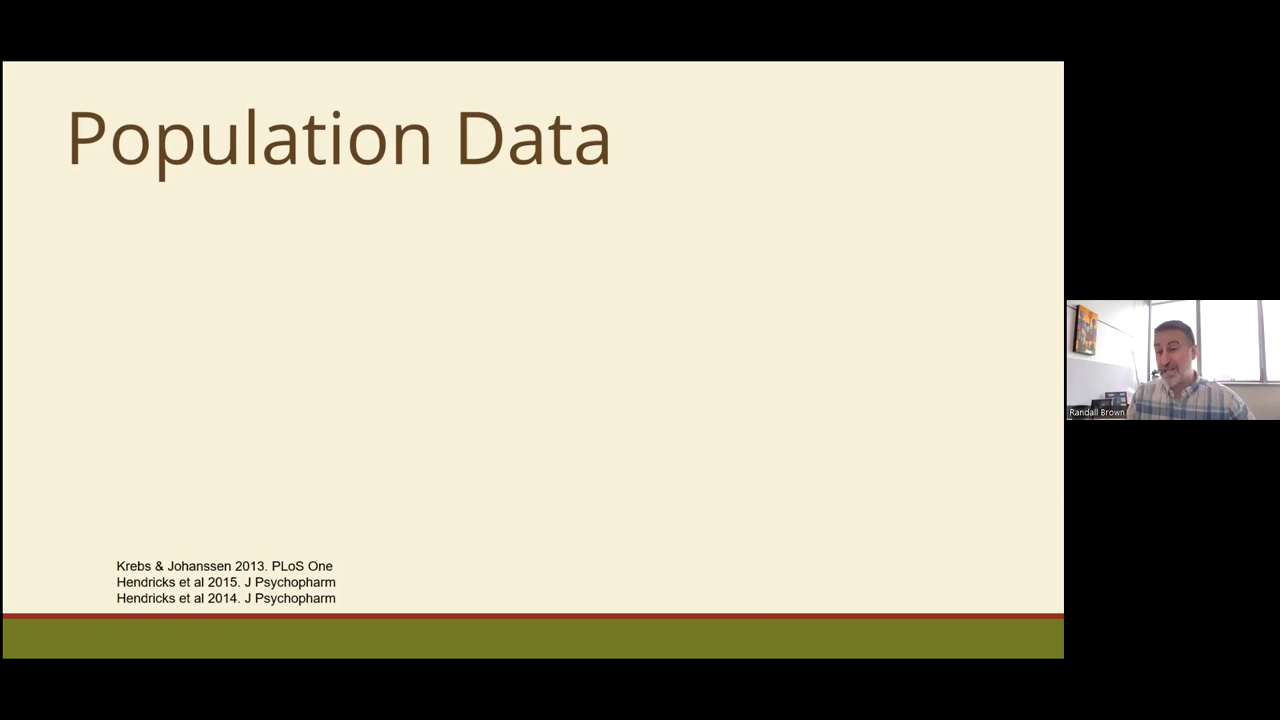 Population Data
Krebs & Johanssen 2013. PLoS One
Hendricks et al 2015. J Psychopharm
Hendricks et al 2014. J Psychopharm
Randall Brown